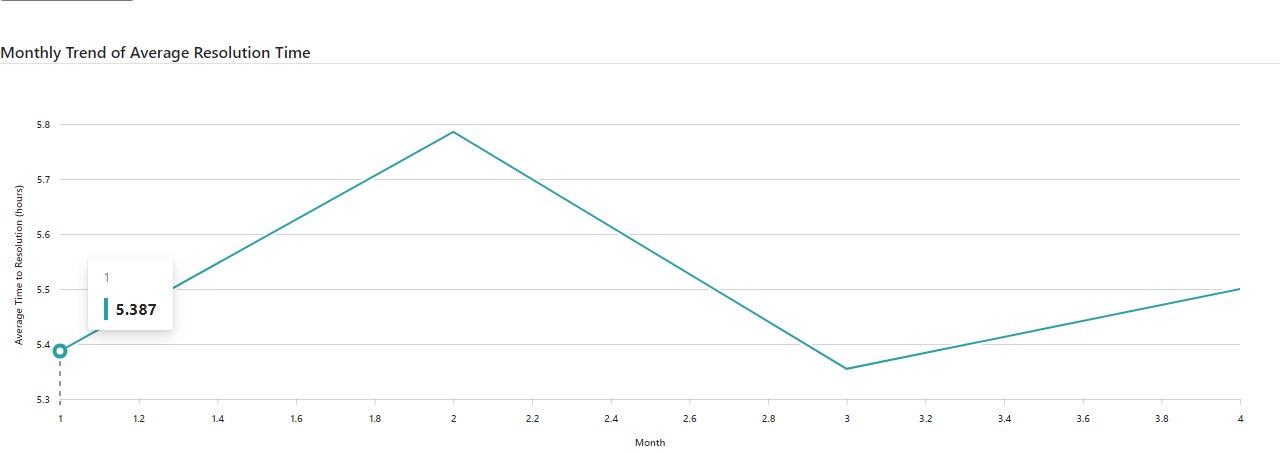 Monthly Trend of Average Resolution Time
5.8
5.7
5.6
5.5
5.4
5.3
Average Time to Resolution (hours)
1
5.387
1 1.2 1.4 1.6 1.8 2 2.2 2.4 2.6 2.8 3 3.2 3.4 3.6 3.8 4
Month